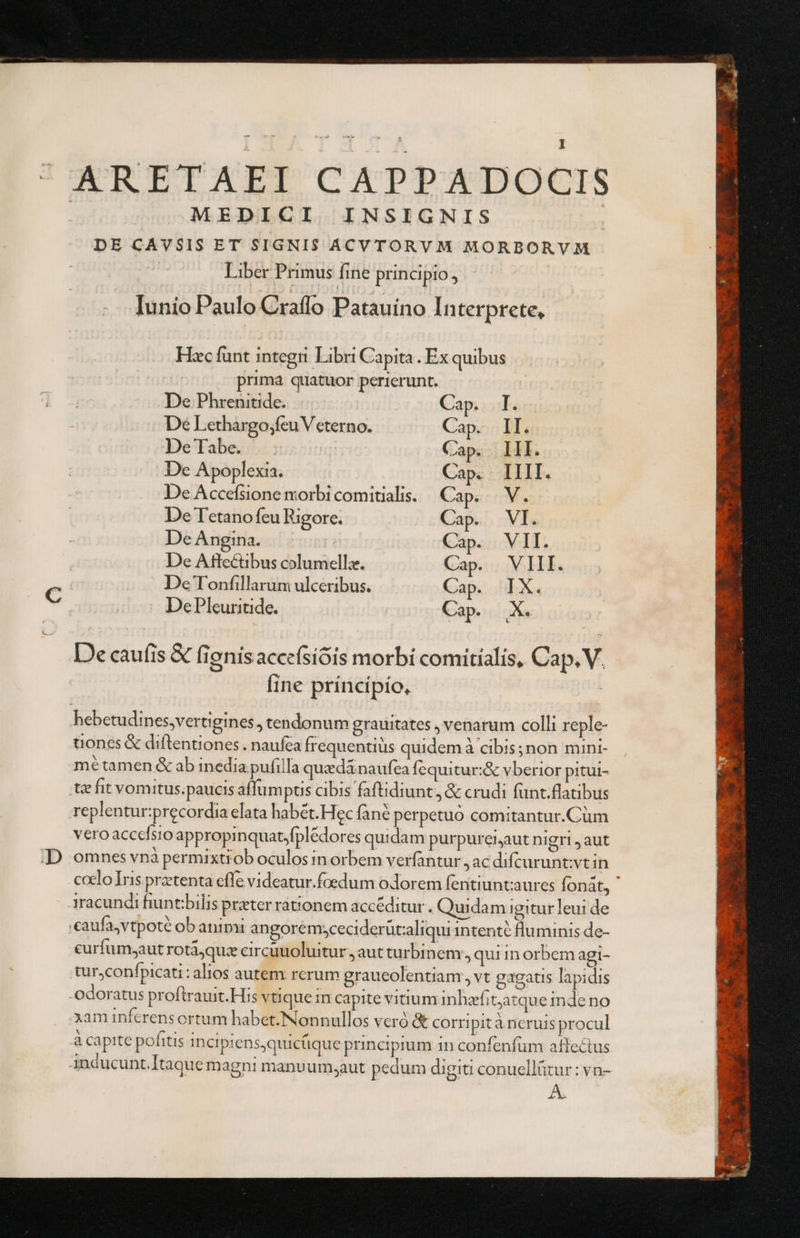 I
ARETAEI CAPPADOCIS
MEDICI INSIGNIS
DE CAVSIS ET SIGNIS ACVTORVM MORBORVM
Liber Primus ſine principio,
Iunio Paulo Craſſo Patauino Interprete,
Hæc ſunt integri Libri Capita. Ex quibus
prima quatuor perierunt.
De Phrenitide. Cap. I.
De Lethargo,ſeu Veterno. Cap. II.
De Tabe. Cap. III.
De Apoplexia. Cap. IIII.
De Acceſsione morbi comitialis. Cap. V.
De Tetano ſeu Rigore. Cap. VI.
De Angina. Cap. VII.
De Affectibus columellæ. Cap. VIII.
De Tonſillarum ulceribus. Cap. IX.
C
De Pleuritide. Cap. X.
De cauſis & ſignis acceſsiõis morbi comitialis, Cap. V.
ſine principio,
hebetudines,vertigines, tendonum grauitates, venarum colli reple-
tiones & diſtentiones. nauſea frequentiùs quidem à cibis; non mini-
mè tamen & ab inedia puſilla quædã nauſea ſequitur:& vberior pitui-
tæ fit vomitus.paucis aſſumptis cibis faſtidiunt, & crudi ſunt.flatibus
replentur:pręcordia elata habẽt.Hęc ſanè perpetuò comitantur.Cùm
vero acceſsio appropinquat,ſplẽdores quidam purpurei,aut nigri, aut
D omnes vnà permixti ob oculos in orbem verſantur, ac diſcurunt:vt in
cœlo Iris prætenta eſſe videatur.fœdum odorem ſentiunt:aures ſonãt,
iracundi fiunt:bilis præter rationem accẽditur. Quidam igitur leui de
cauſa,vtpotè ob animi angorem,ceciderũt:aliqui intentè fluminis de-
curſum,aut rotã,quæ circũuoluitur, aut turbinem, qui in orbem agi-
tur,conſpicati: alios autem rerum graueolentiam, vt gagatis lapidis
odoratus proſtrauit.His vtique in capite vitium inhæſit,atque inde no
xam inferens ortum habet.Nonnullos verò & corripit à neruis procul
à capite poſitis incipiens,quicũque principium in conſenſum affectus
inducunt.Itaque magni manuum,aut pedum digiti conuellũtur: vn-
A